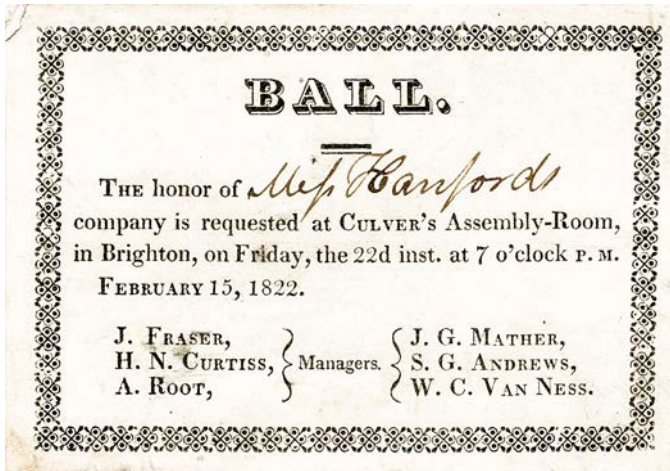 BALL.
THE honor of Miss Hanfords
company is requested at CULVER'S Assembly-Room,
in Brighton, on Friday, the 22d inst. at 7 o'clock P. M.
FEBRUARY 15, 1822.
J. FRASER, J. G. MATHER,
H. N. CURTISS, Managers. S. G. ANDREWS,
A. ROOT, W. C. VAN NESS.